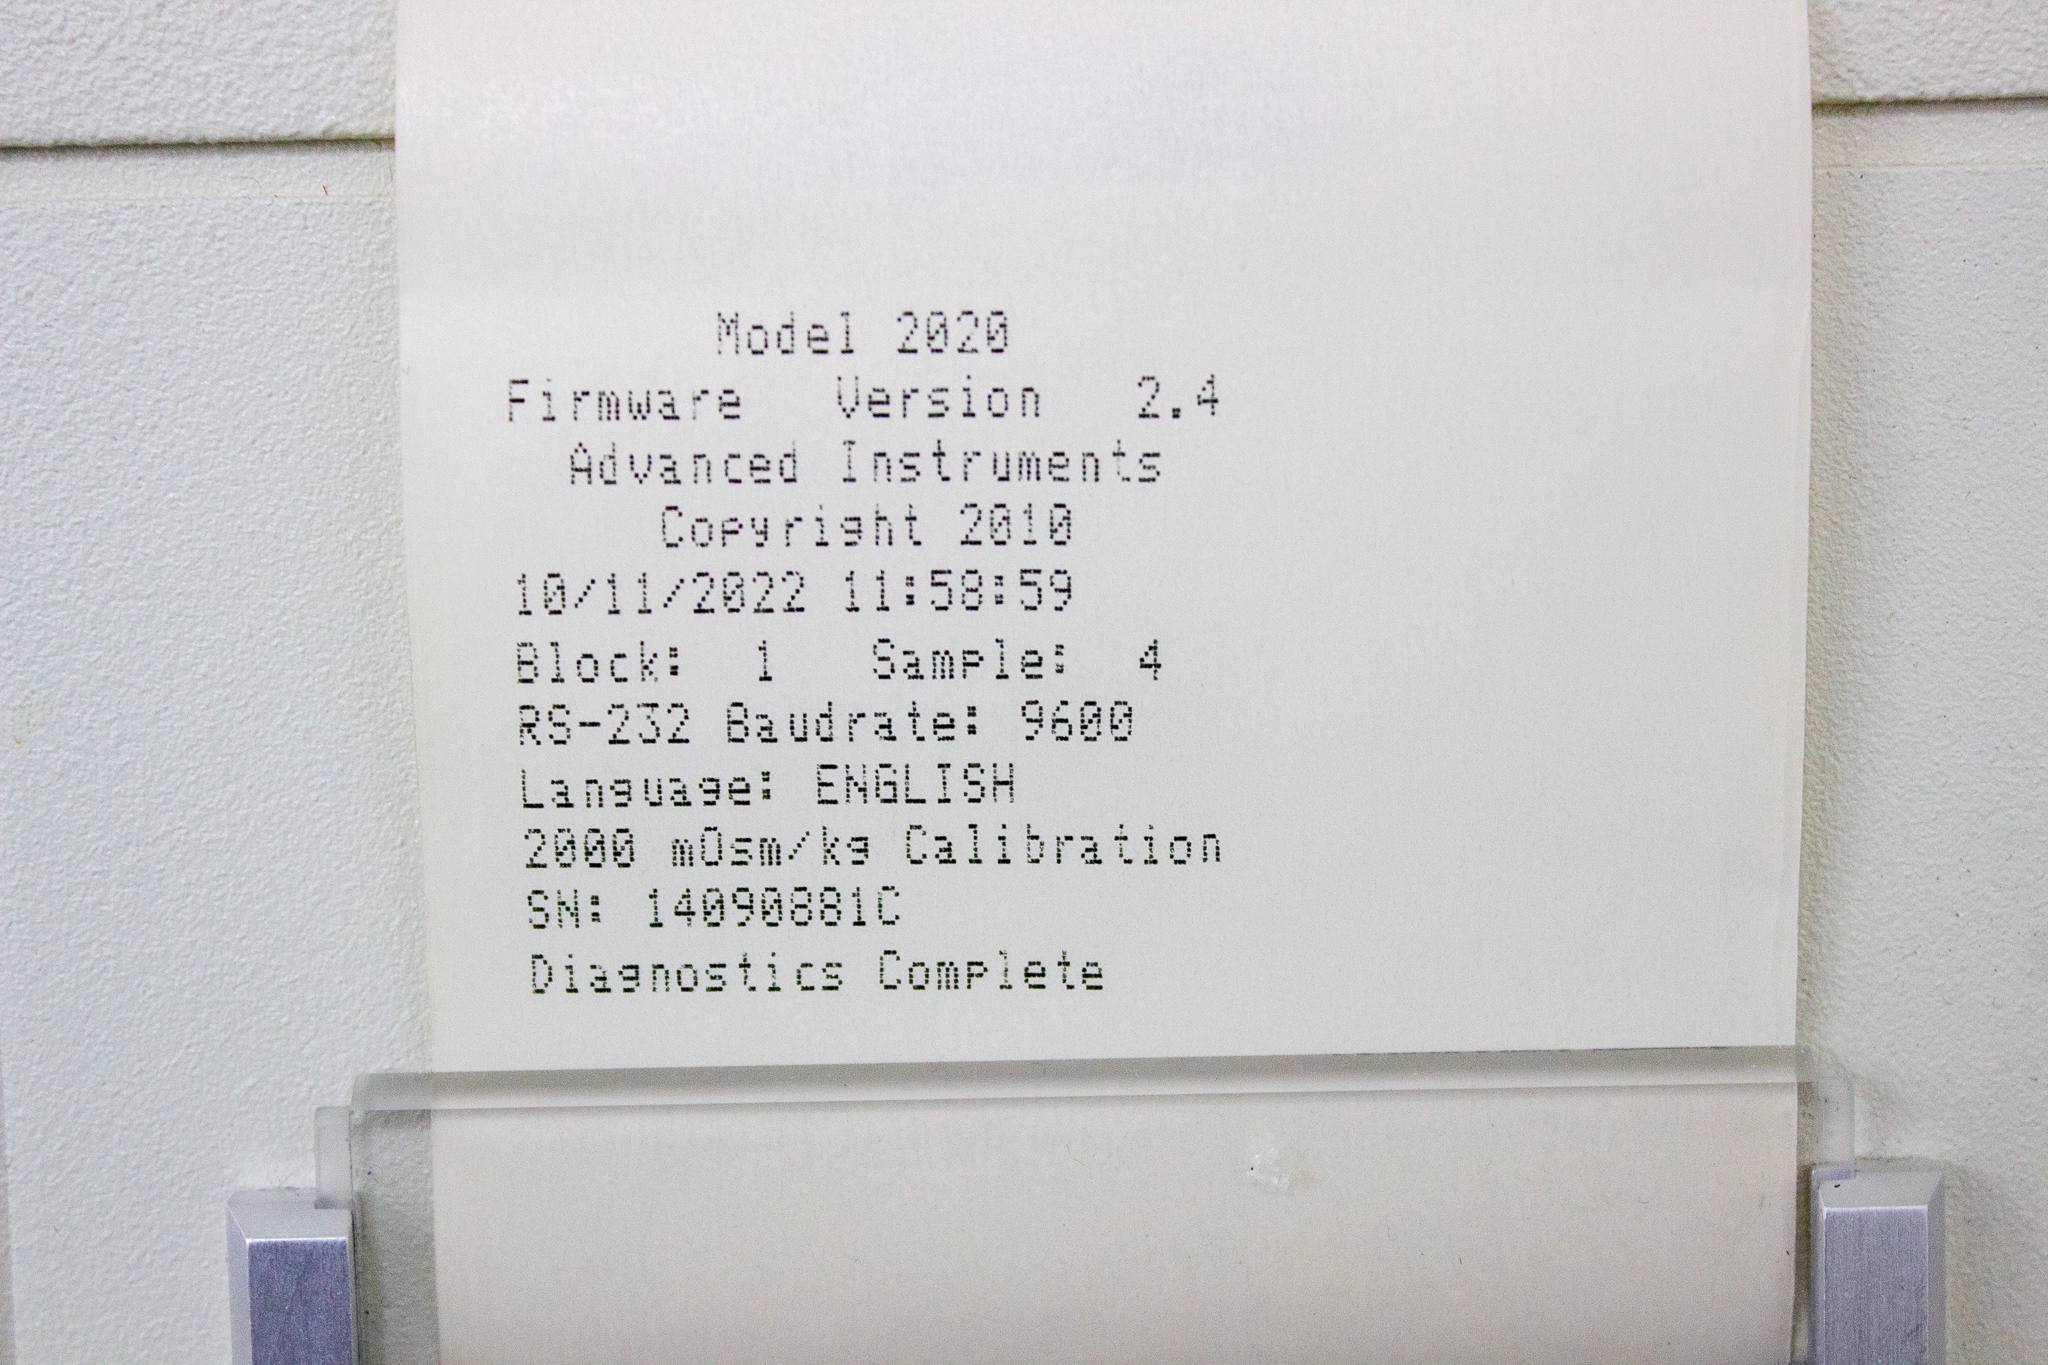 Model 2020
Firmware Version 2.4
Advanced Instruments
Copyright 2010
10/11/2022 11:58:59
Block: 1 Sample: 4
RS-232 Baudrate: 9600
Language: ENGLISH
2000 mOsm/kg Calibration
SN: 14090881C
Diagnostics Complete